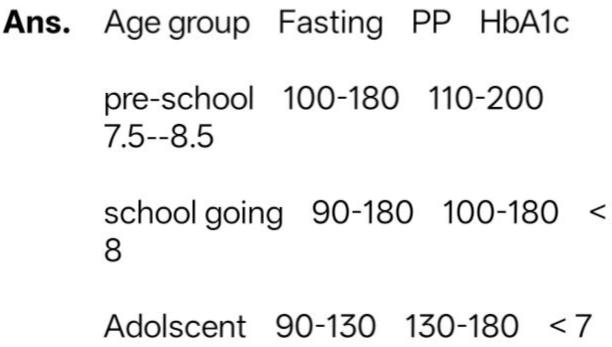 Ans. Age group Fasting PP HbA1c
pre-school 100-180 110-200
7.5--8.5
school going 90-180 100-180 <
8
Adolscent 90-130 130-180 < 7